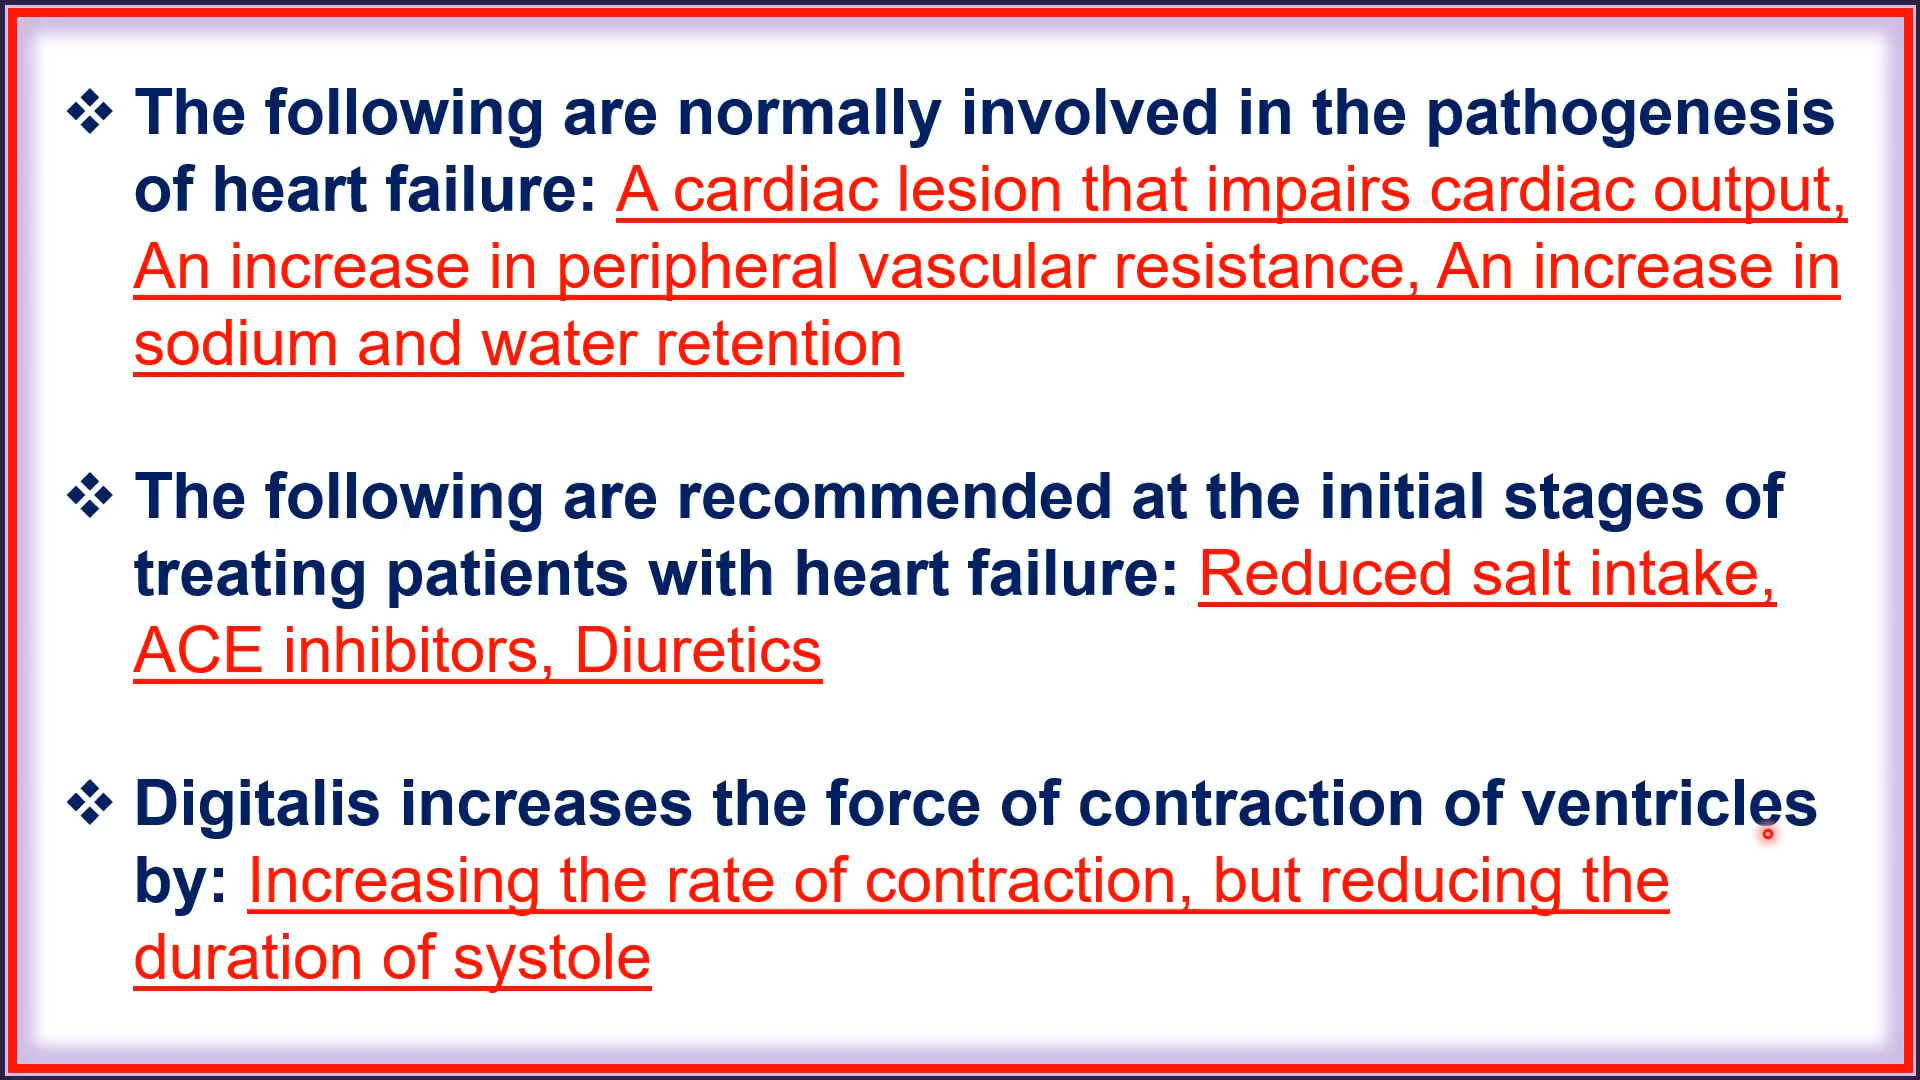 The following are normally involved in the pathogenesis
of heart failure: A cardiac lesion that impairs cardiac output,
An increase in peripheral vascular resistance, An increase in
sodium and water retention
The following are recommended at the initial stages of
treating patients with heart failure: Reduced salt intake,
ACE inhibitors, Diuretics
Digitalis increases the force of contraction of ventricles
by: Increasing the rate of contraction, but reducing the
duration of systole